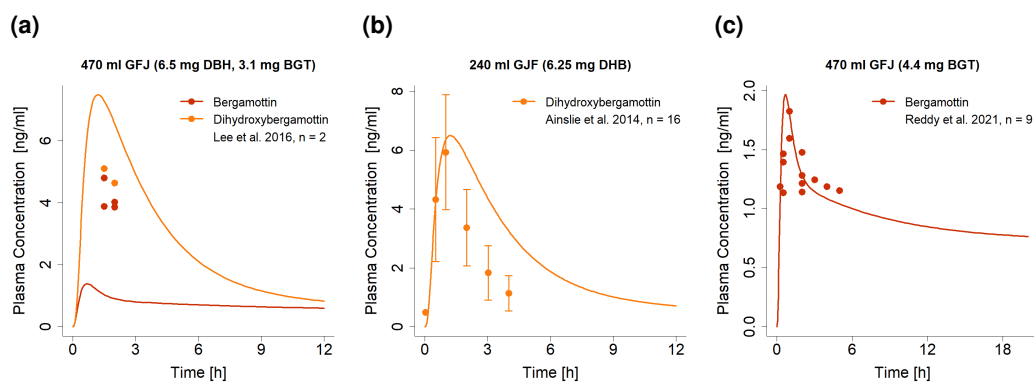 (a)
470 ml GFJ (6.5 mg DBH, 3.1 mg BGT)
Plasma Concentration [ng/ml]
6
4
2
0
Bergamottin
Dihydroxybergamottin
Lee et al. 2016, n = 2
0 3 6 9 12
Time [h]
(b)
240 ml GJF (6.25 mg DHB)
Plasma Concentration [ng/ml]
8
6
4
2
0
Dihydroxybergamottin
Ainslie et al. 2014, n = 16
0 3 6 9 12
Time [h]
(c)
470 ml GFJ (4.4 mg BGT)
Plasma Concentration [ng/ml]
2.0
1.5
1.0
0.5
0.0
Bergamottin
Reddy et al. 2021, n = 9
0 6 12 18
Time [h]